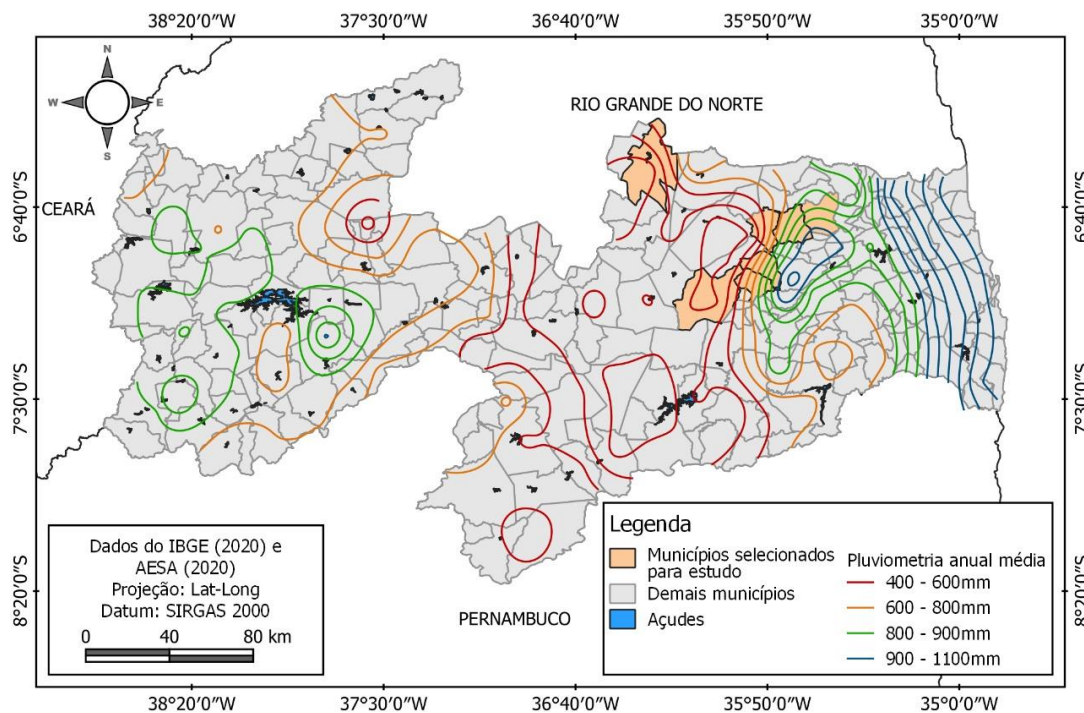 38°20′0″W 37°30′0″W 36°40′0″W 35°50′0″W 35°0′0″W
N
W E
S
RIO GRANDE DO NORTE
CEARÁ
6°40′0″S 6°40′0″S
7°30′0″S 7°30′0″S
8°20′0″S 8°20′0″S
PERNAMBUCO
Dados do IBGE (2020) e
AESA (2020)
Projeção: Lat-Long
Datum: SIRGAS 2000
0 40 80 km
Legenda
Municípios selecionados
para estudo
Demais municípios
Açudes
Pluviometria anual média
400 - 600mm
600 - 800mm
800 - 900mm
900 - 1100mm
38°20′0″W 37°30′0″W 36°40′0″W 35°50′0″W 35°0′0″W